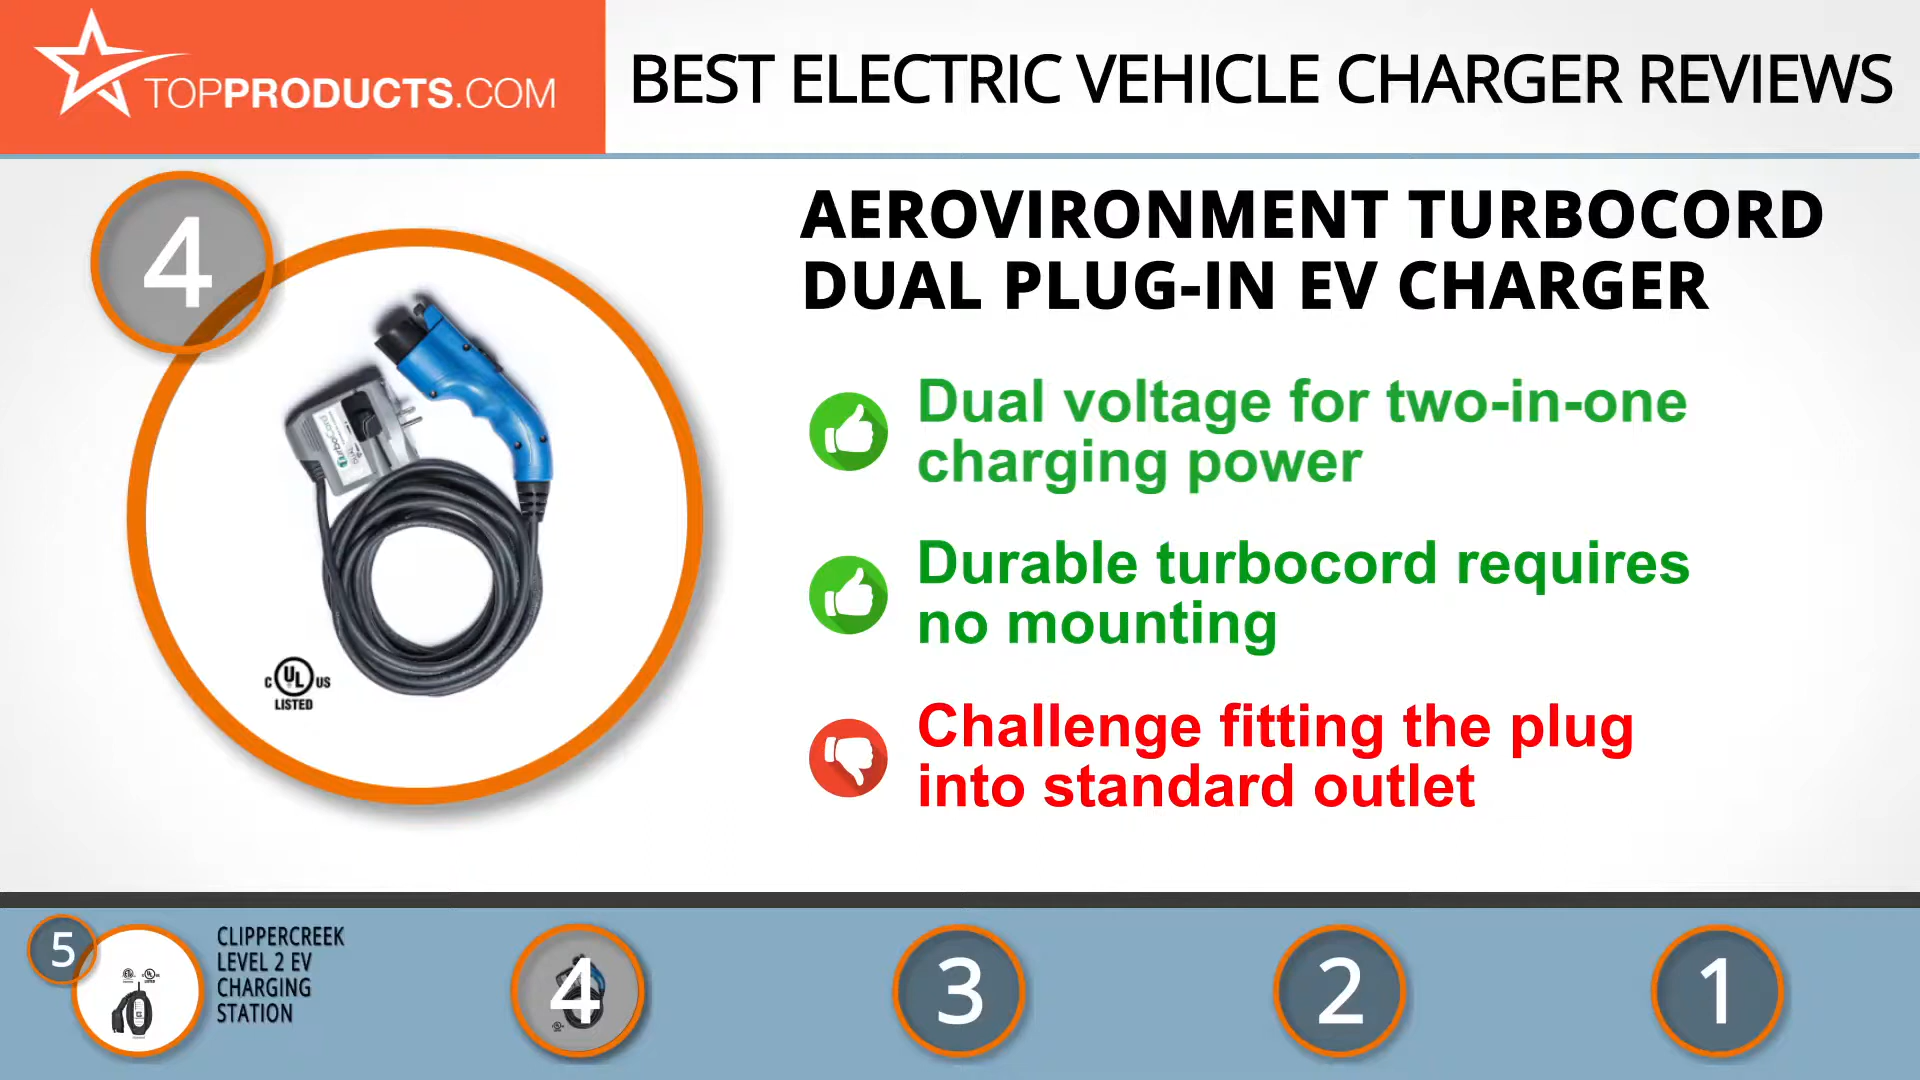 TOPPRODUCTS.COM
BEST ELECTRIC VEHICLE CHARGER REVIEWS
4
AEROVIRONMENT TURBOCORD
DUAL PLUG-IN EV CHARGER
Dual voltage for two-in-one
charging power
Durable turbocord requires
no mounting
Challenge fitting the plug
into standard outlet
TurboCord
DUAL
C UL US
LISTED
5
CLIPPERCREEK
LEVEL 2 EV
CHARGING
STATION
4
3
2
1